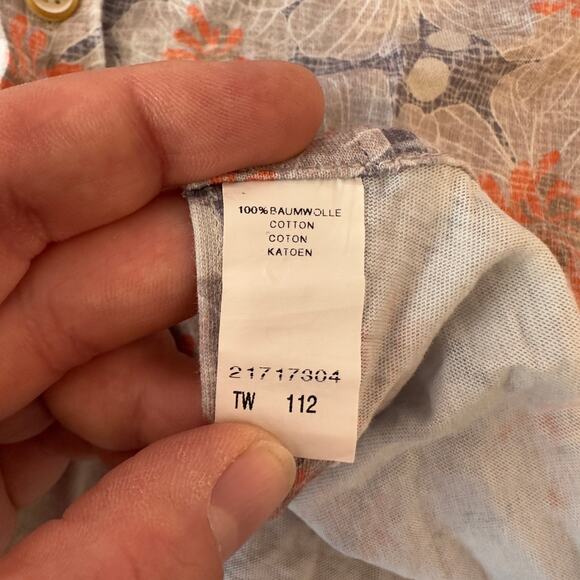 100%BAUMWOLLE
COTTON
COTON
KATOEN
21717304
TW 112